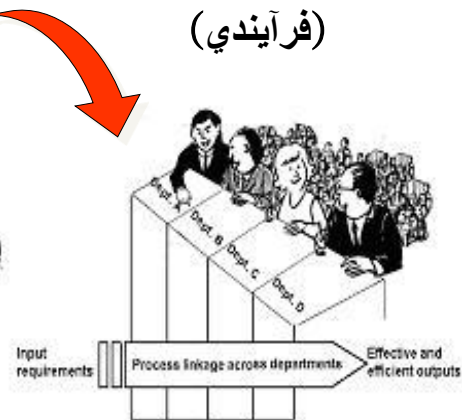 (فرآيندي)
Dept. A
Dept. B
Dept. C
Dept. D
Input
requirements
Process linkage across departments
Effective and
efficient outputs